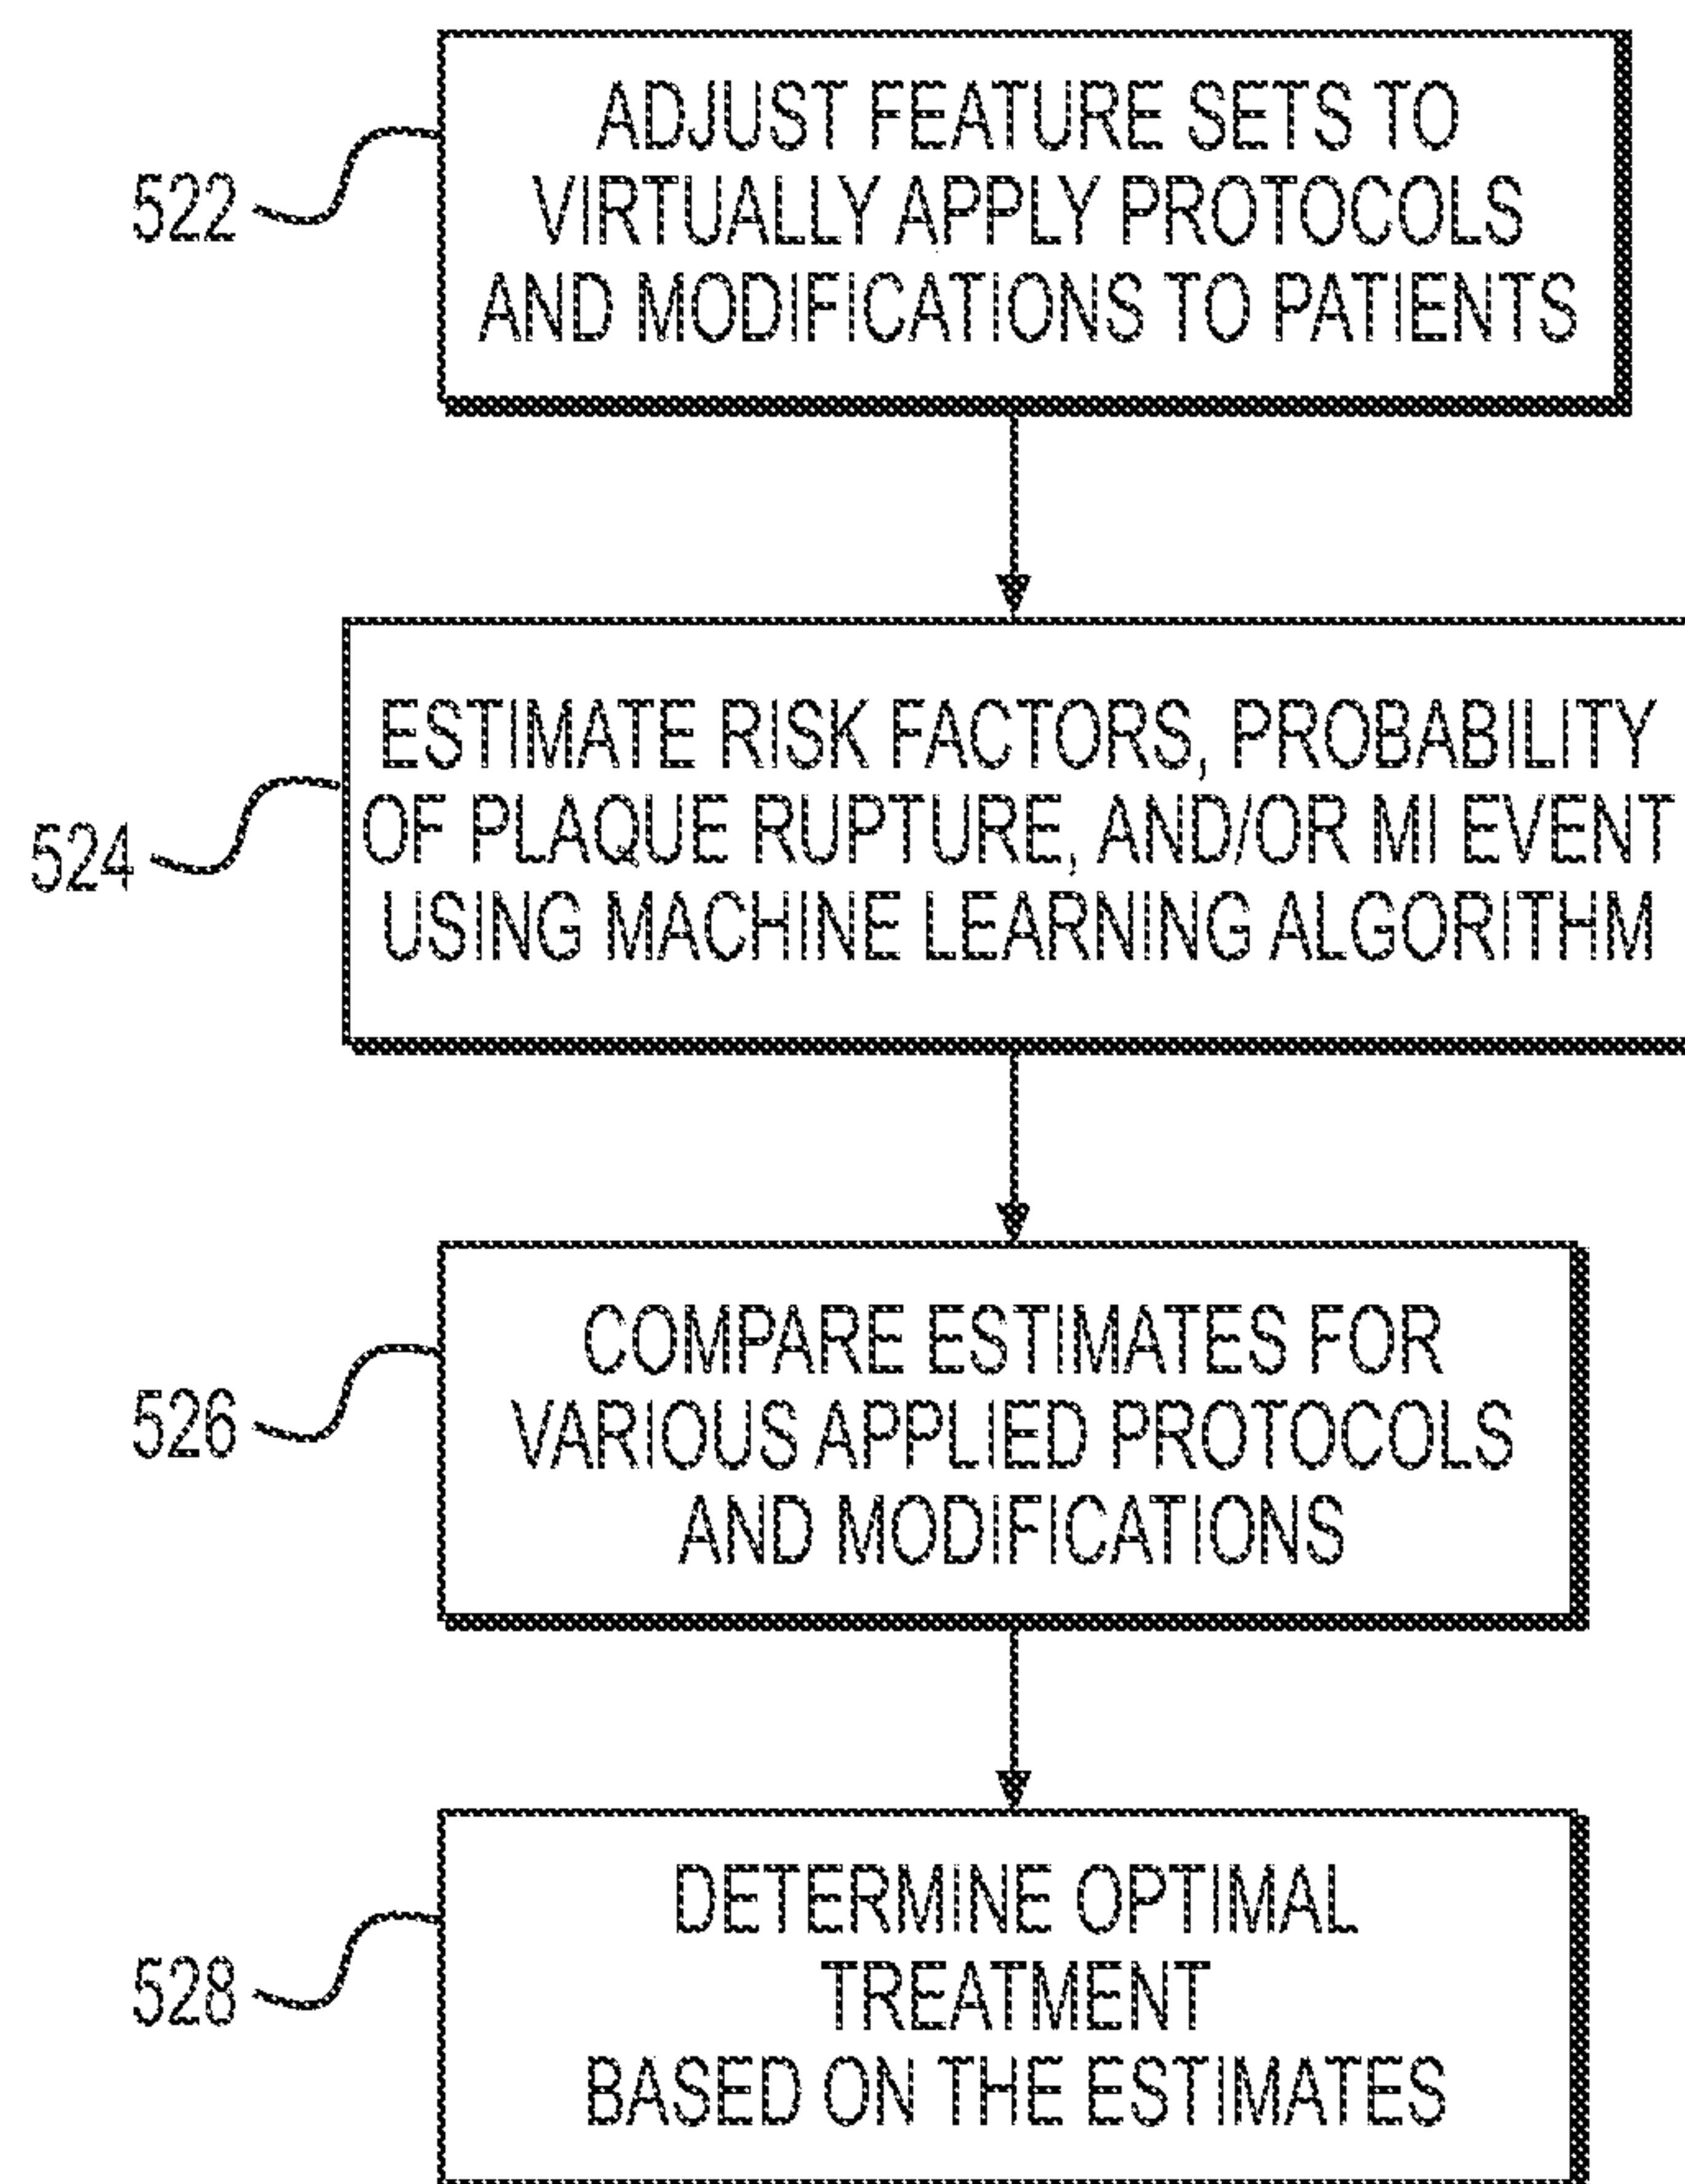 ADJUST FEATURE SETS TO
VIRTUALLY APPLY PROTOCOLS
AND MODIFICATIONS TO PATIENTS
522
ESTIMATE RISK FACTORS, PROBABILITY
OF PLAQUE RUPTURE, AND/OR MI EVENT
USING MACHINE LEARNING ALGORITHM
524
COMPARE ESTIMATES FOR
VARIOUS APPLIED PROTOCOLS
AND MODIFICATIONS
526
DETERMINE OPTIMAL
TREATMENT
BASED ON THE ESTIMATES
528